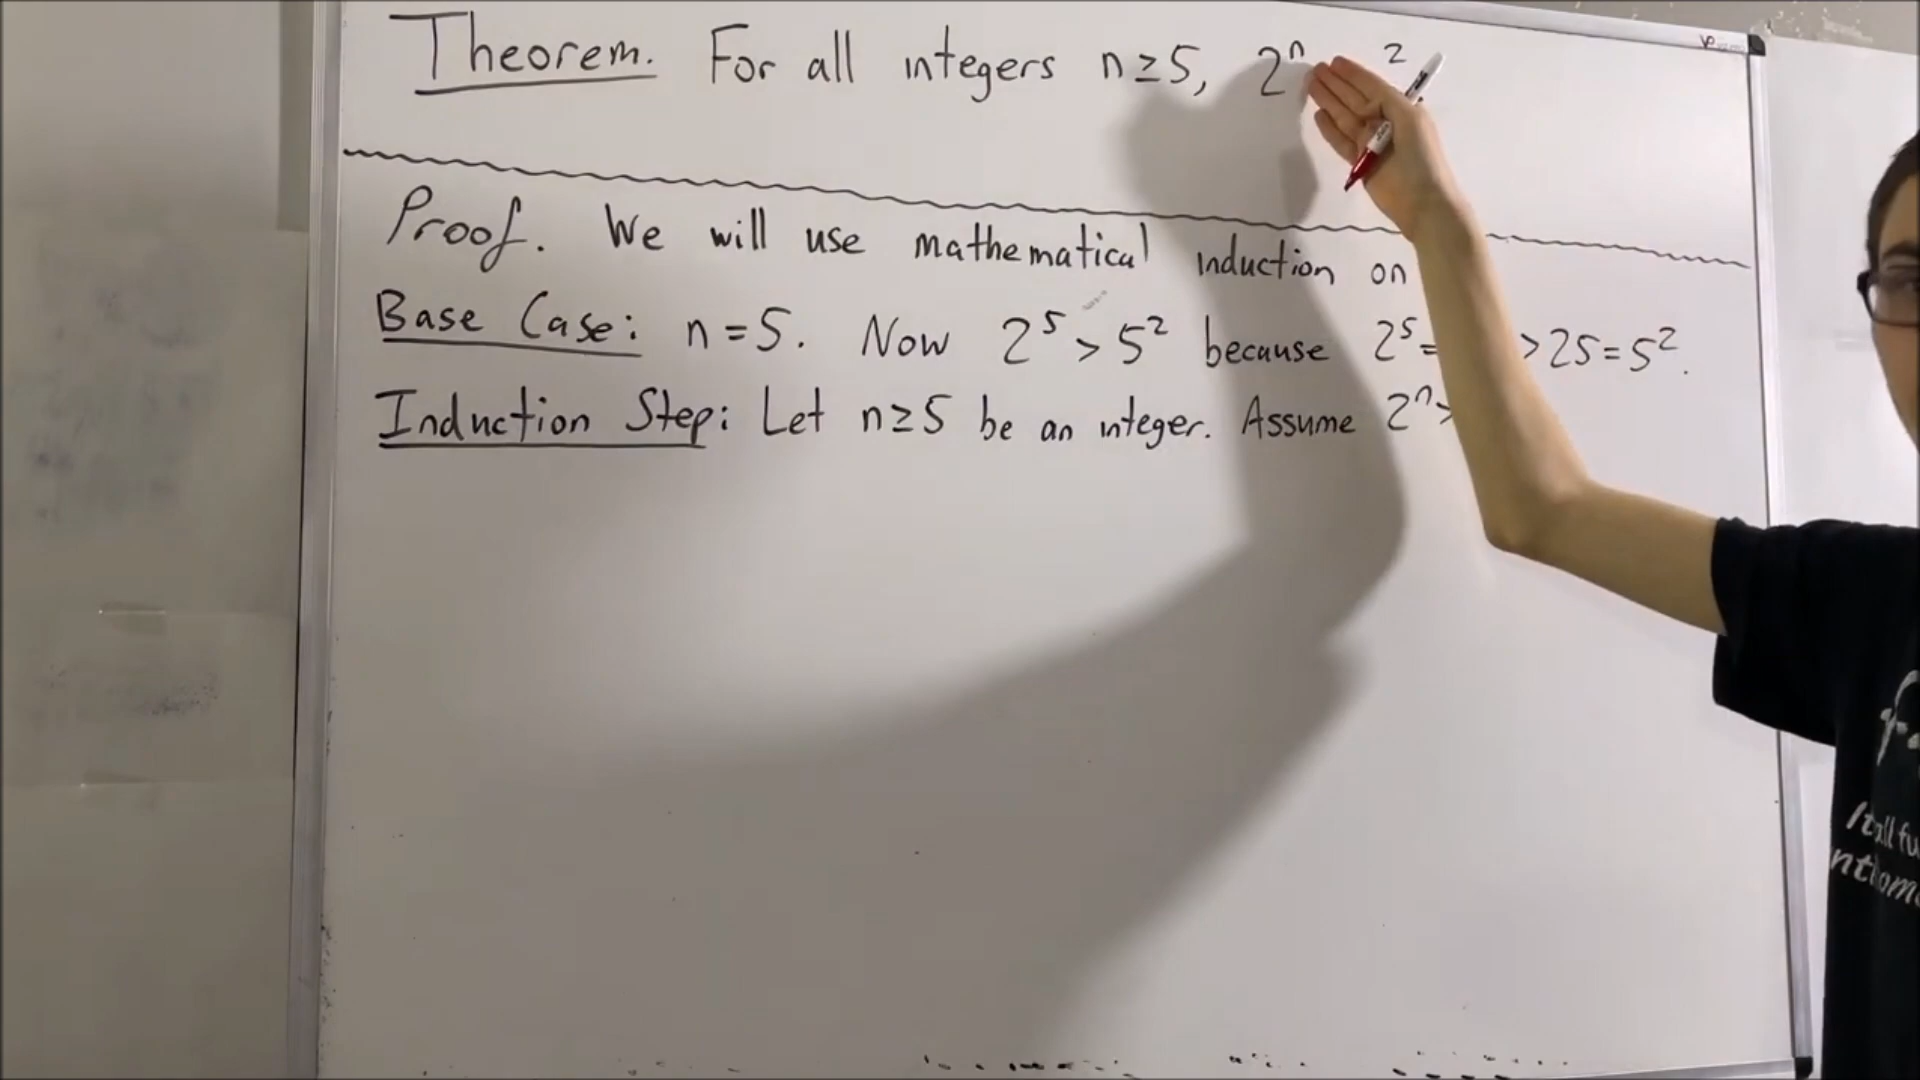 Theorem. For all integers n≥5, 2ⁿ ²
Proof. We will use mathematical induction on
Base Case: n=5. Now 2⁵>5² because 2⁵= >25=5².
Induction Step: Let n≥5 be an integer. Assume 2ⁿ>